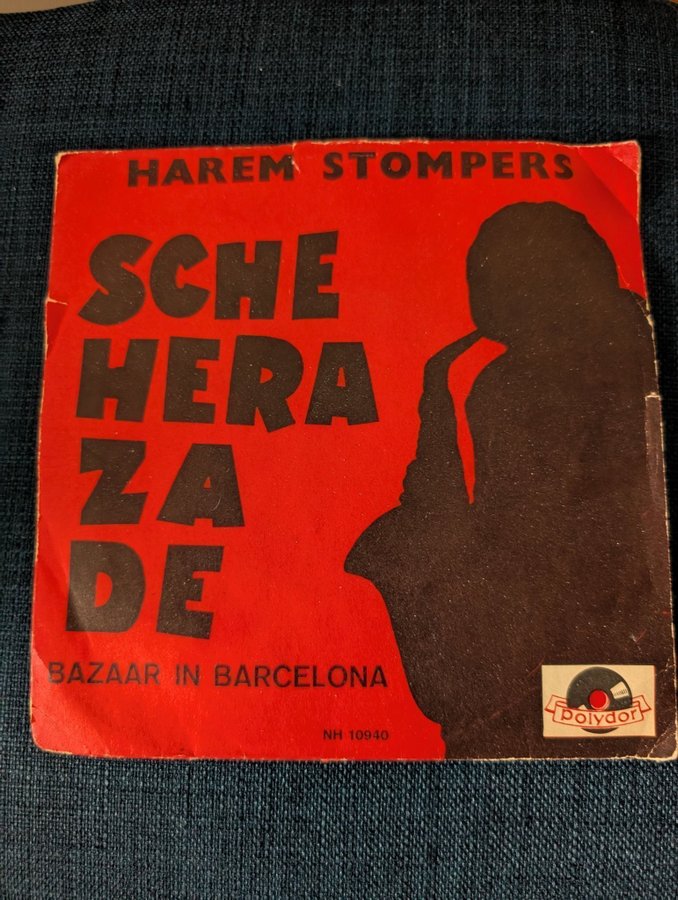 HAREM STOMPERS
SCHE
HERA
ZA
DE
BAZAAR IN BARCELONA
NH 10940
polydor